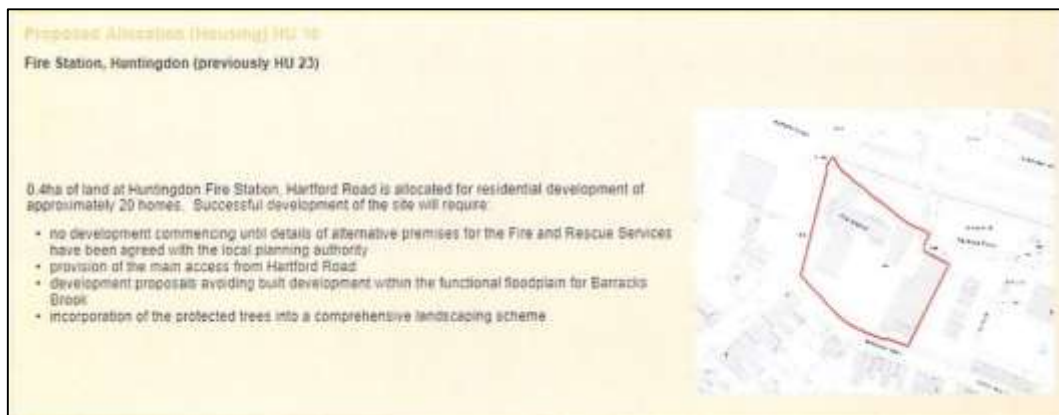 Proposed Allocation (Housing) HU 16
Fire Station, Huntingdon (previously HU 23)
0.4ha of land at Huntingdon Fire Station, Hartford Road is allocated for residential development of
approximately 20 homes. Successful development of the site will require:
• no development commencing until details of alternative premises for the Fire and Rescue Services
have been agreed with the local planning authority
• provision of the main access from Hartford Road
• development proposals avoiding built development within the functional floodplain for Barracks
Brook
• incorporation of the protected trees into a comprehensive landscaping scheme